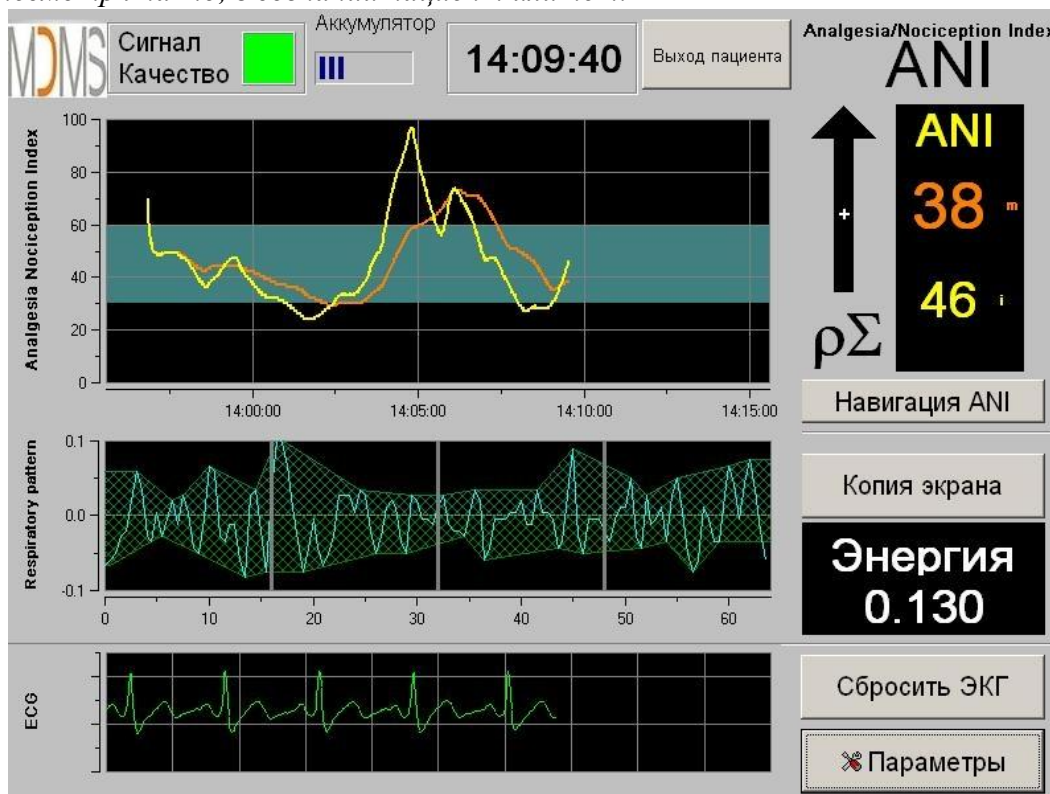 MDMS
Сигнал
Качество
Аккумулятор
14:09:40
Выход пациента
Analgesia/Nociception Index
ANI
Analgesia Nociception Index
100
80
60
40
20
0
14:00:00
14:05:00
14:10:00
14:15:00
+
ρΣ
ANI
38 m
46 i
Навигация ANI
Respiratory pattern
0.1
0.0
-0.1
0
10
20
30
40
50
60
Копия экрана
Энергия
0.130
ECG
Сбросить ЭКГ
Параметры